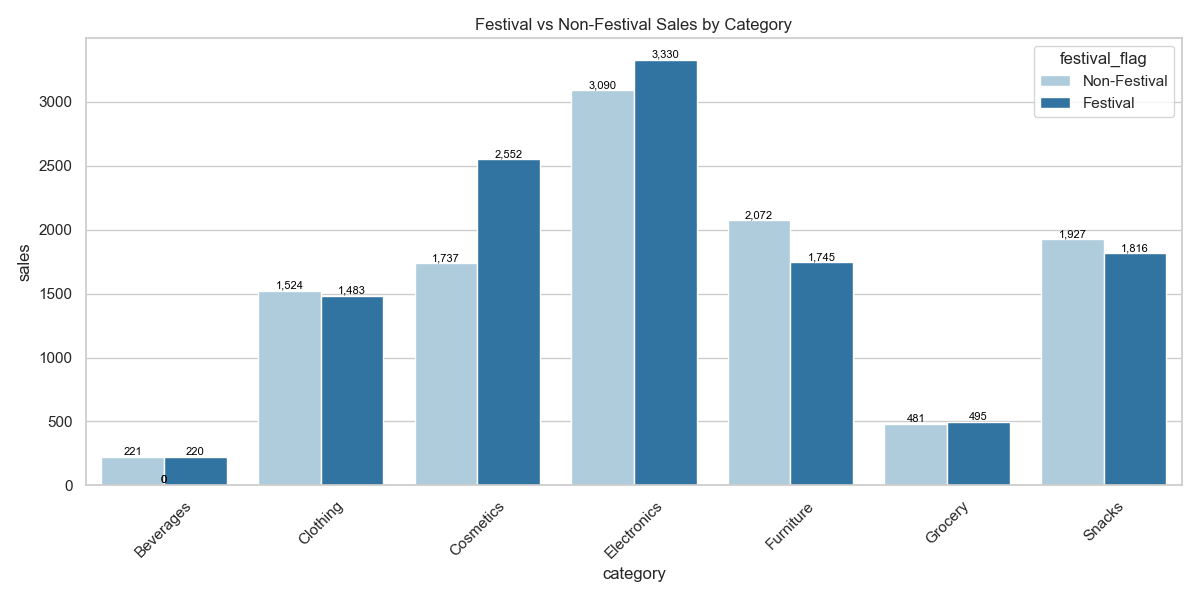 Festival vs Non-Festival Sales by Category
festival_flag
Non-Festival
Festival
sales
3000
2500
2000
1500
1000
500
0
221
220
0
1,524
1,483
1,737
2,552
3,090
3,330
2,072
1,745
481
495
1,927
1,816
Beverages
Clothing
Cosmetics
Electronics
Furniture
Grocery
Snacks
category